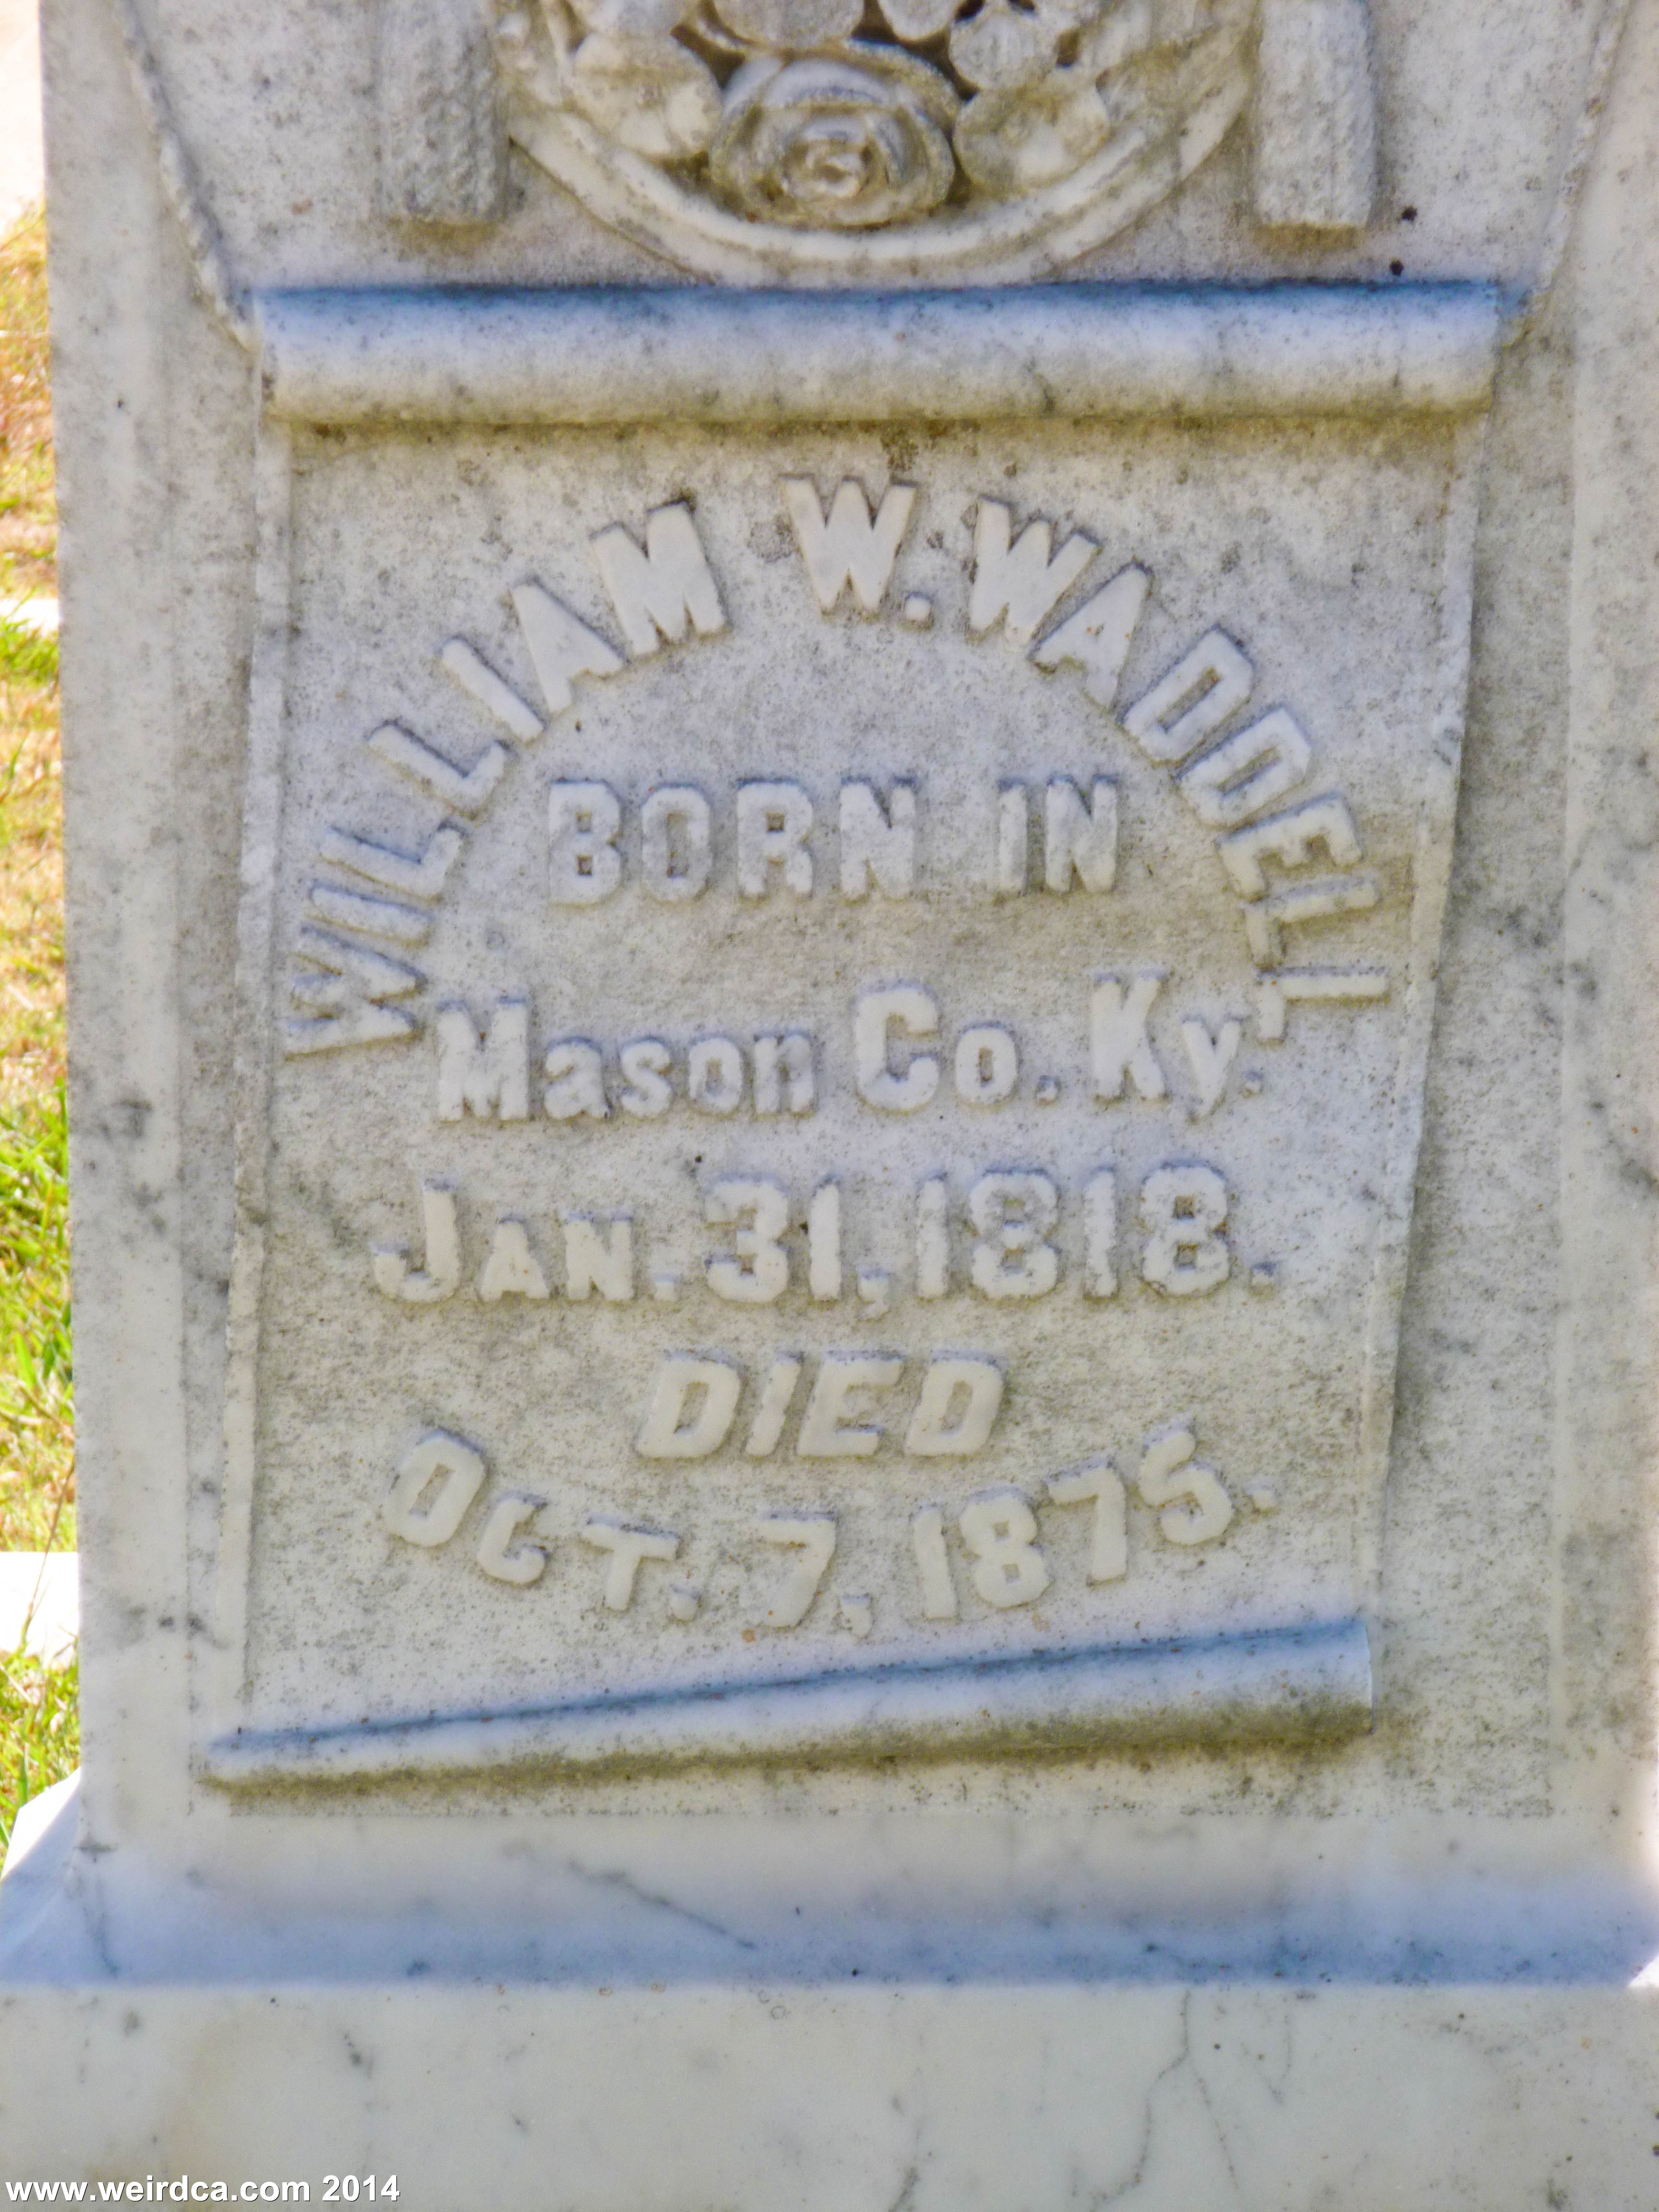 WILLIAM W. WADDELL
BORN IN
Mason Co. Ky.
JAN. 31, 1818.
DIED
OCT. 7, 1875.
www.weirdca.com 2014